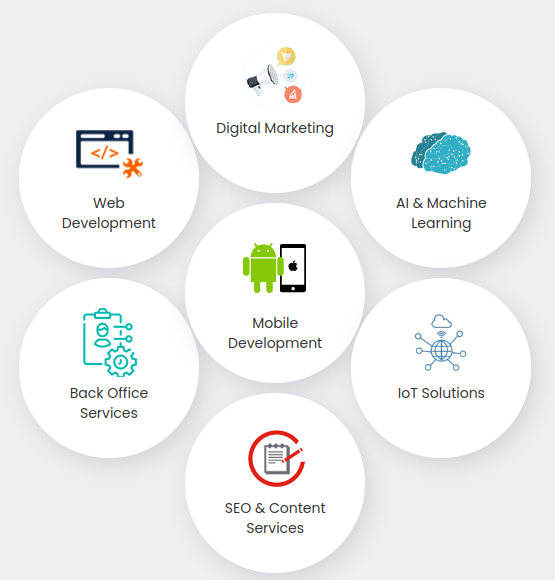 Digital Marketing
Web
Development
AI & Machine
Learning
Mobile
Development
Back Office
Services
IoT Solutions
SEO & Content
Services